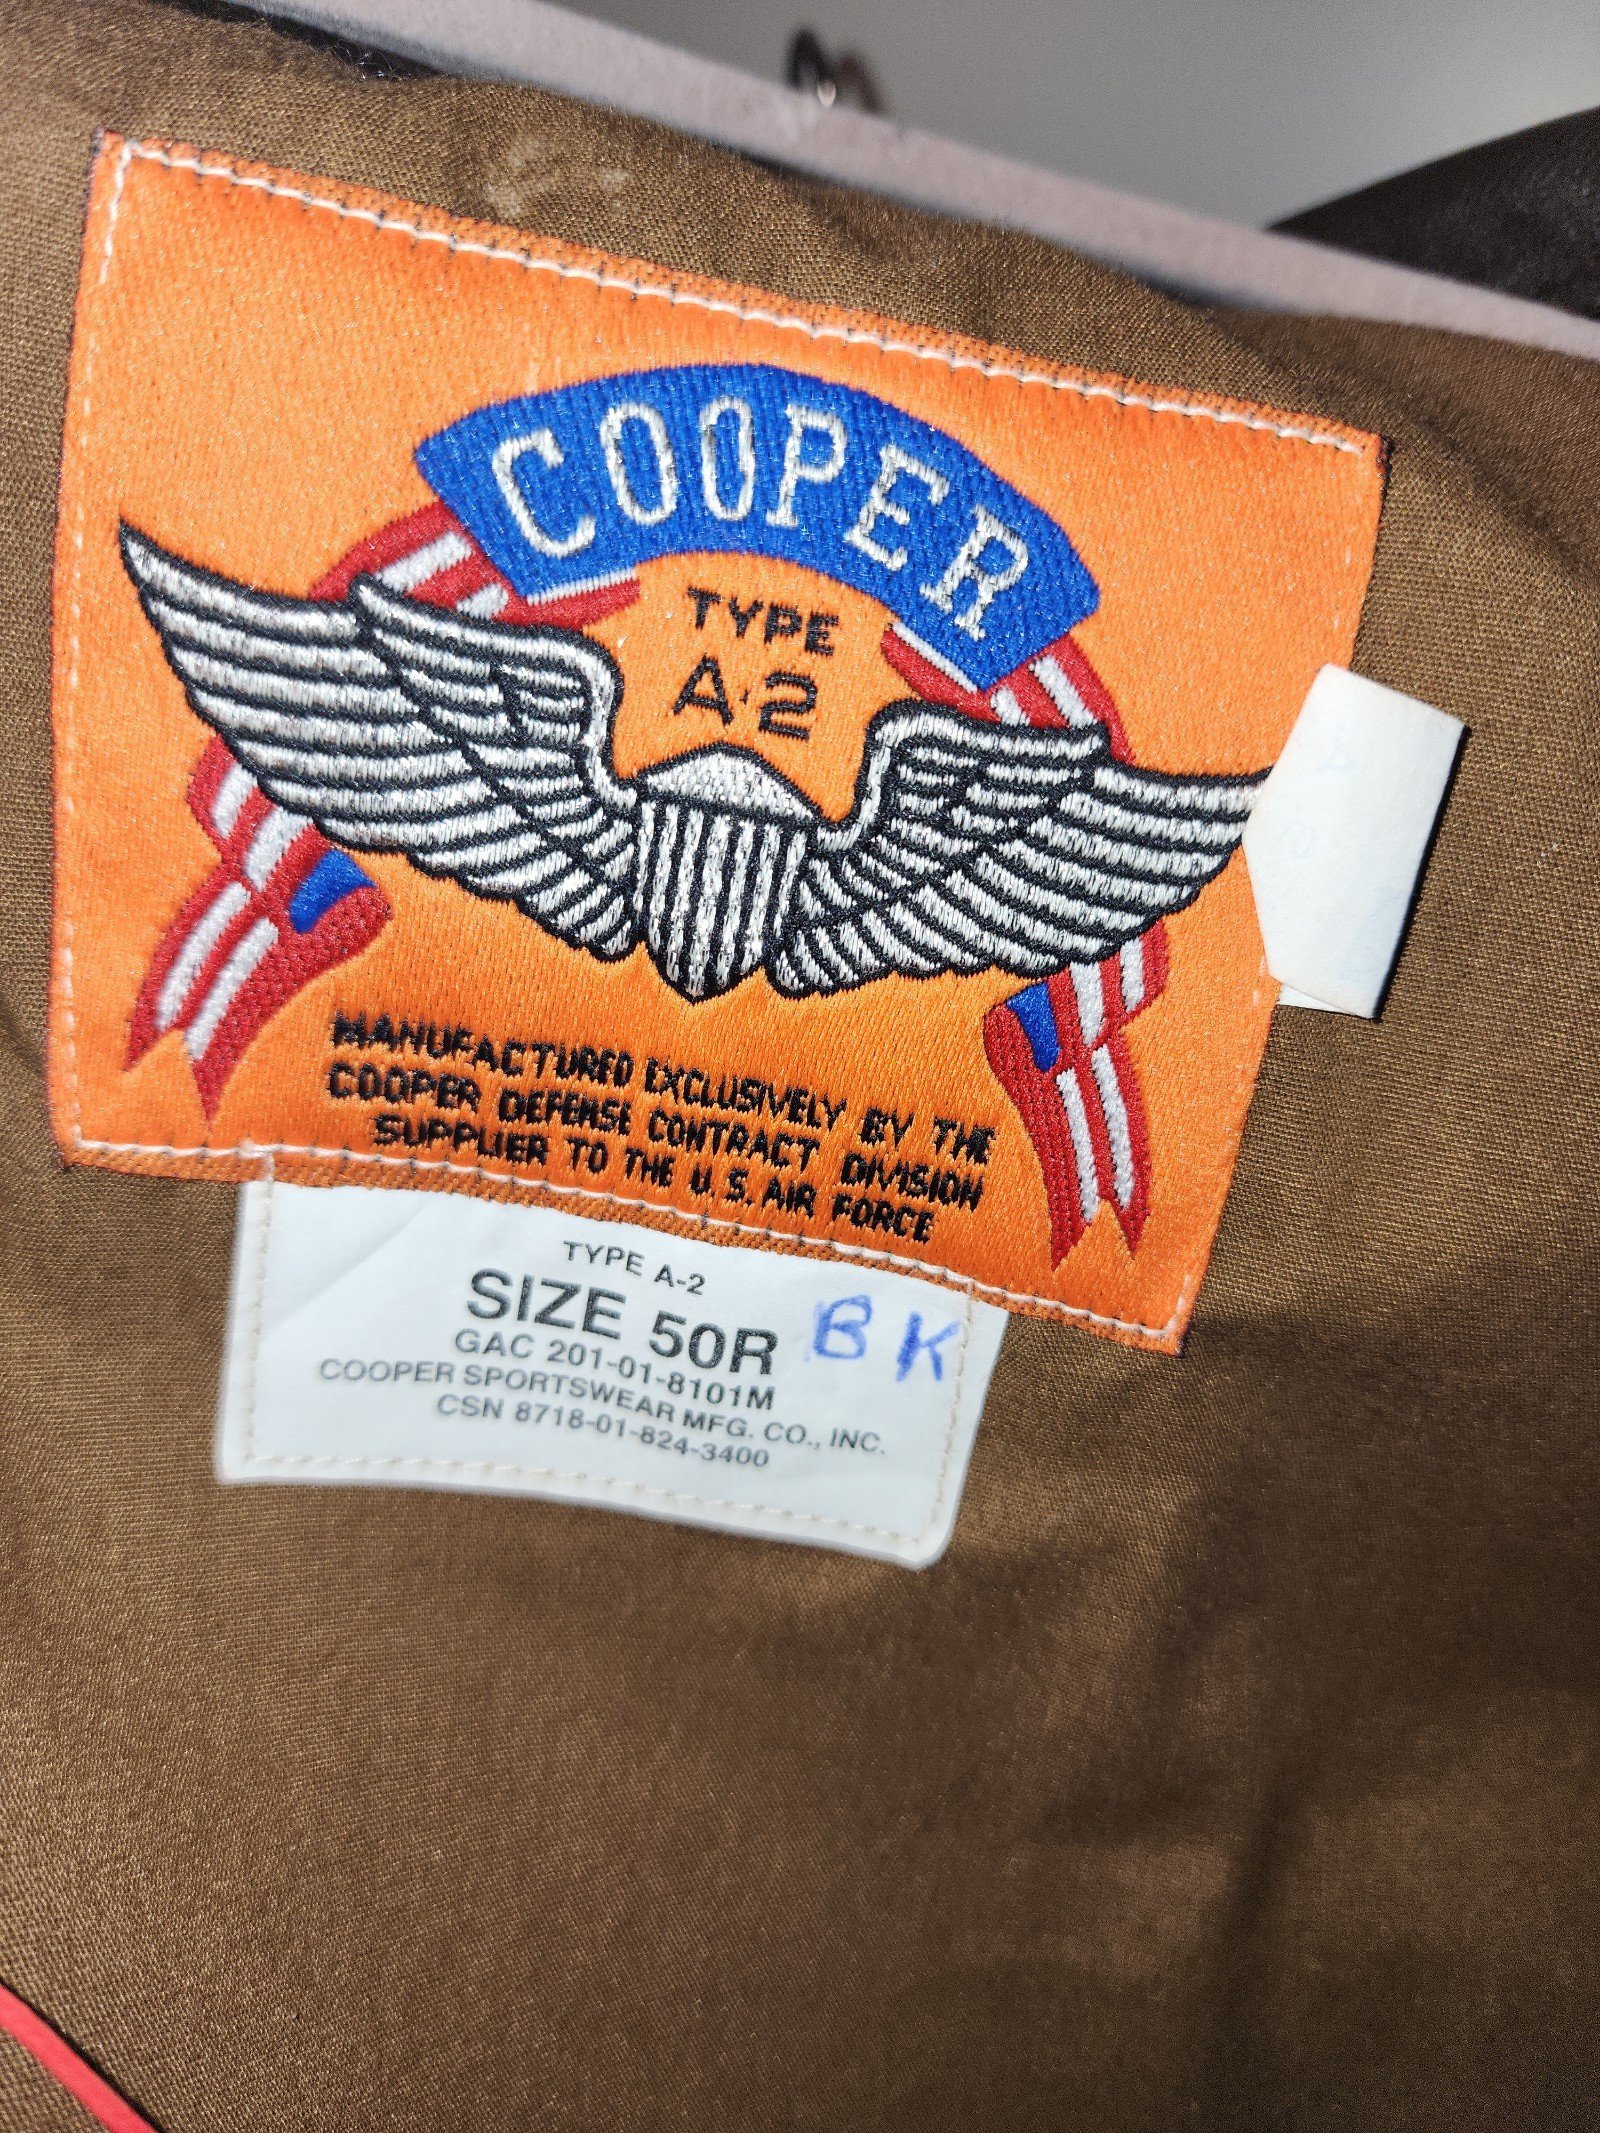 COOPER
TYPE
A-2
MANUFACTURED EXCLUSIVELY BY THE
COOPER DEFENSE CONTRACT DIVISION
SUPPLIER TO THE U.S. AIR FORCE
TYPE A-2
SIZE 50R BK
GAC 201-01-8101M
COOPER SPORTSWEAR MFG. CO., INC.
CSN 8718-01-824-3400